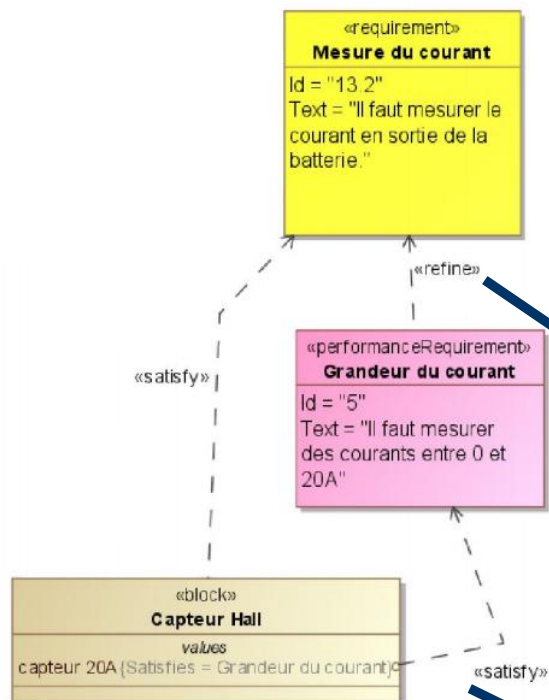 «requirement»
Mesure du courant
Id = "13.2"
Text = "Il faut mesurer le
courant en sortie de la
batterie."
«refine»
«performanceRequirement»
Grandeur du courant
Id = "5"
Text = "Il faut mesurer
des courants entre 0 et
20A"
«satisfy»
«block»
Capteur Hall
values
capteur 20A{Satisfies = Grandeur du courant}
«satisfy»